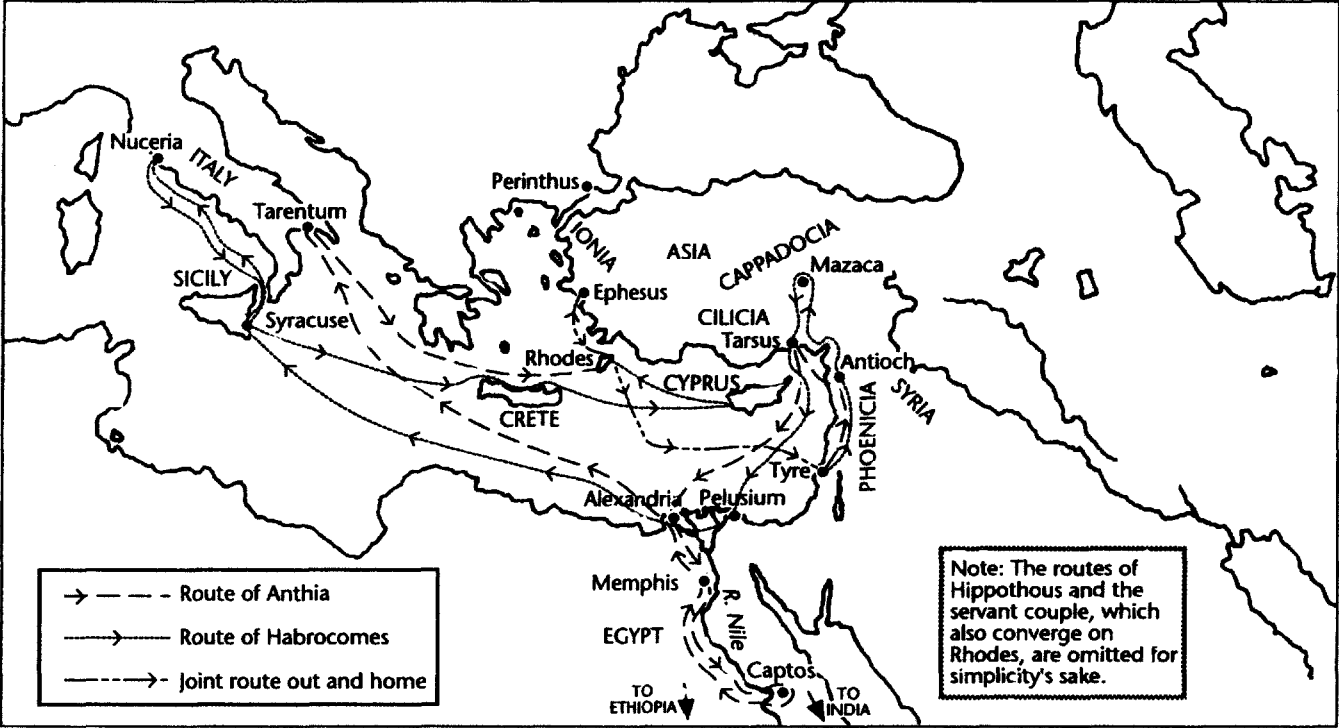 Nuceria
ITALY
Perinthus
Tarentum
IONIA
ASIA
CAPPADOCIA
Mazaca
SICILY
Ephesus
Syracuse
CILICIA
Tarsus
Rhodes
Antioch
CYPRUS
SYRIA
CRETE
PHOENICIA
Tyre
Alexandria
Pelusium
Memphis
R. Nile
EGYPT
Captos
TO
ETHIOPIA
TO
INDIA
Route of Anthia
Route of Habrocomes
Joint route out and home
Note: The routes of
Hippothous and the
servant couple, which
also converge on
Rhodes, are omitted for
simplicity's sake.